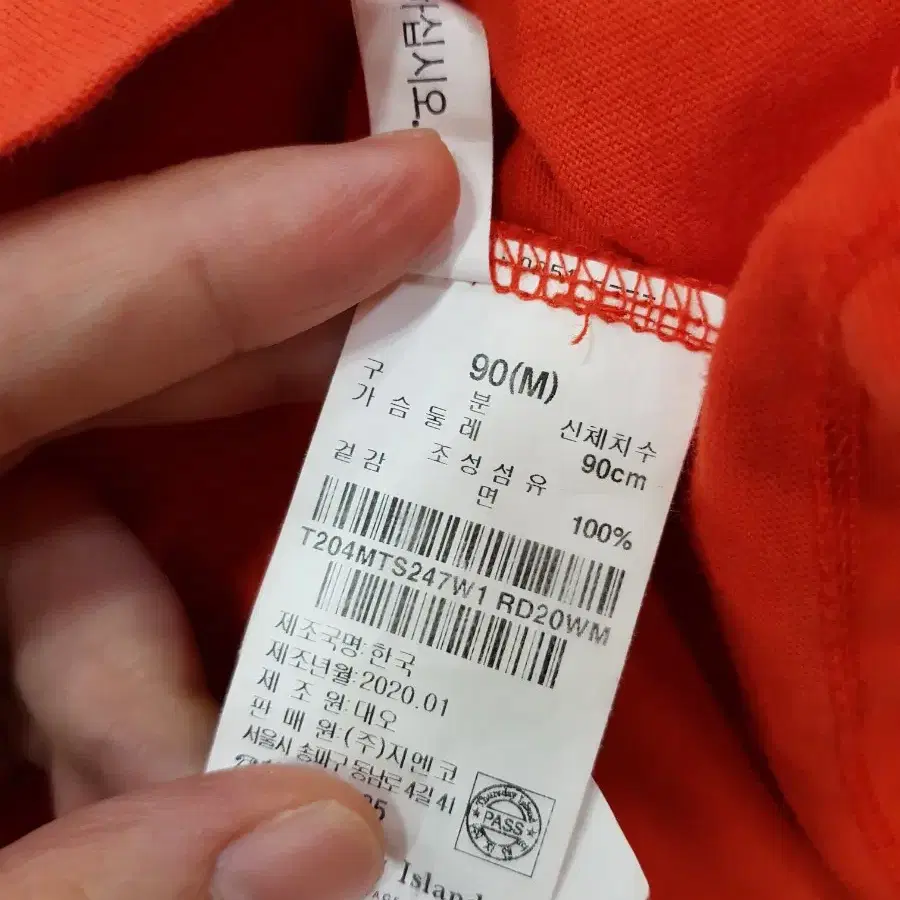 90(M)
구 분 신체치수
가 슴 둘 레 90cm
조 성 섬 유
겉 감 면 100%
T204MTS247W1 RD20WM
제조국명:한국
제조년월:2020.01
제 조 원:대오
판 매 원:(주)지엔코
서울시 송파구 동남로 4길 41
Thursday Island
PASS
Island